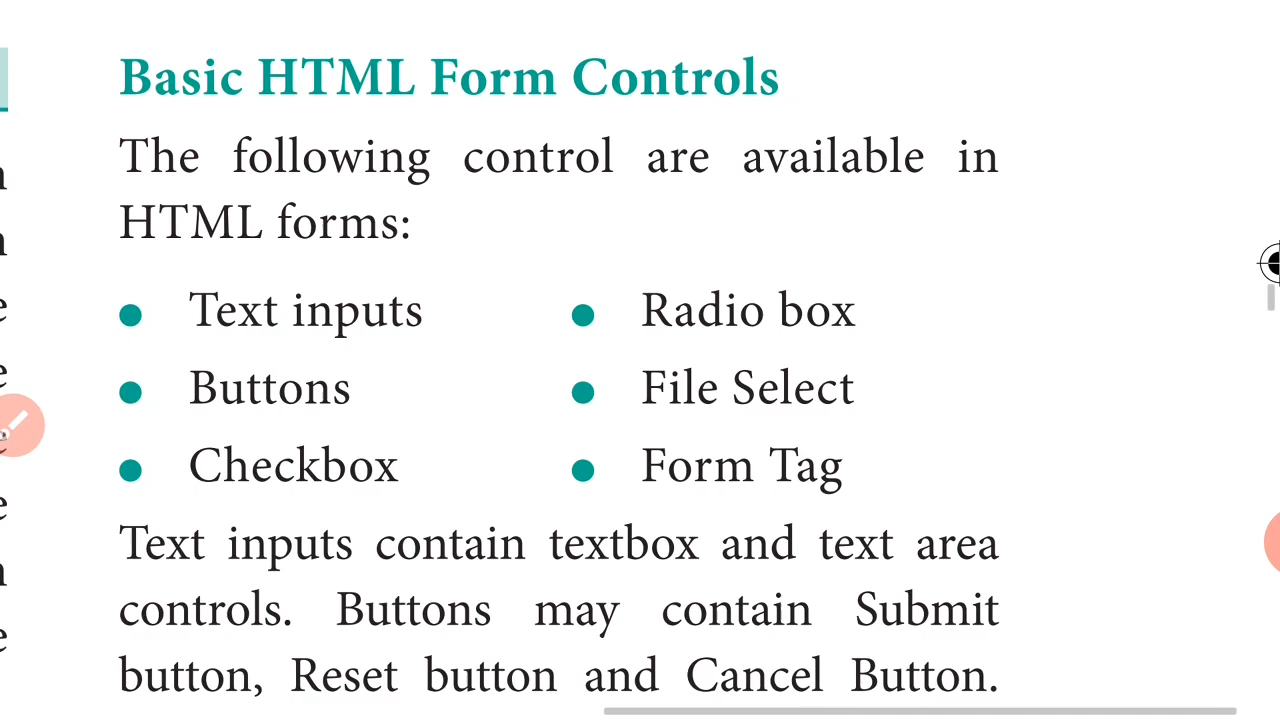 Basic HTML Form Controls
The following control are available in
HTML forms:
● Text inputs ● Radio box
● Buttons ● File Select
● Checkbox ● Form Tag
Text inputs contain textbox and text area
controls. Buttons may contain Submit
button, Reset button and Cancel Button.